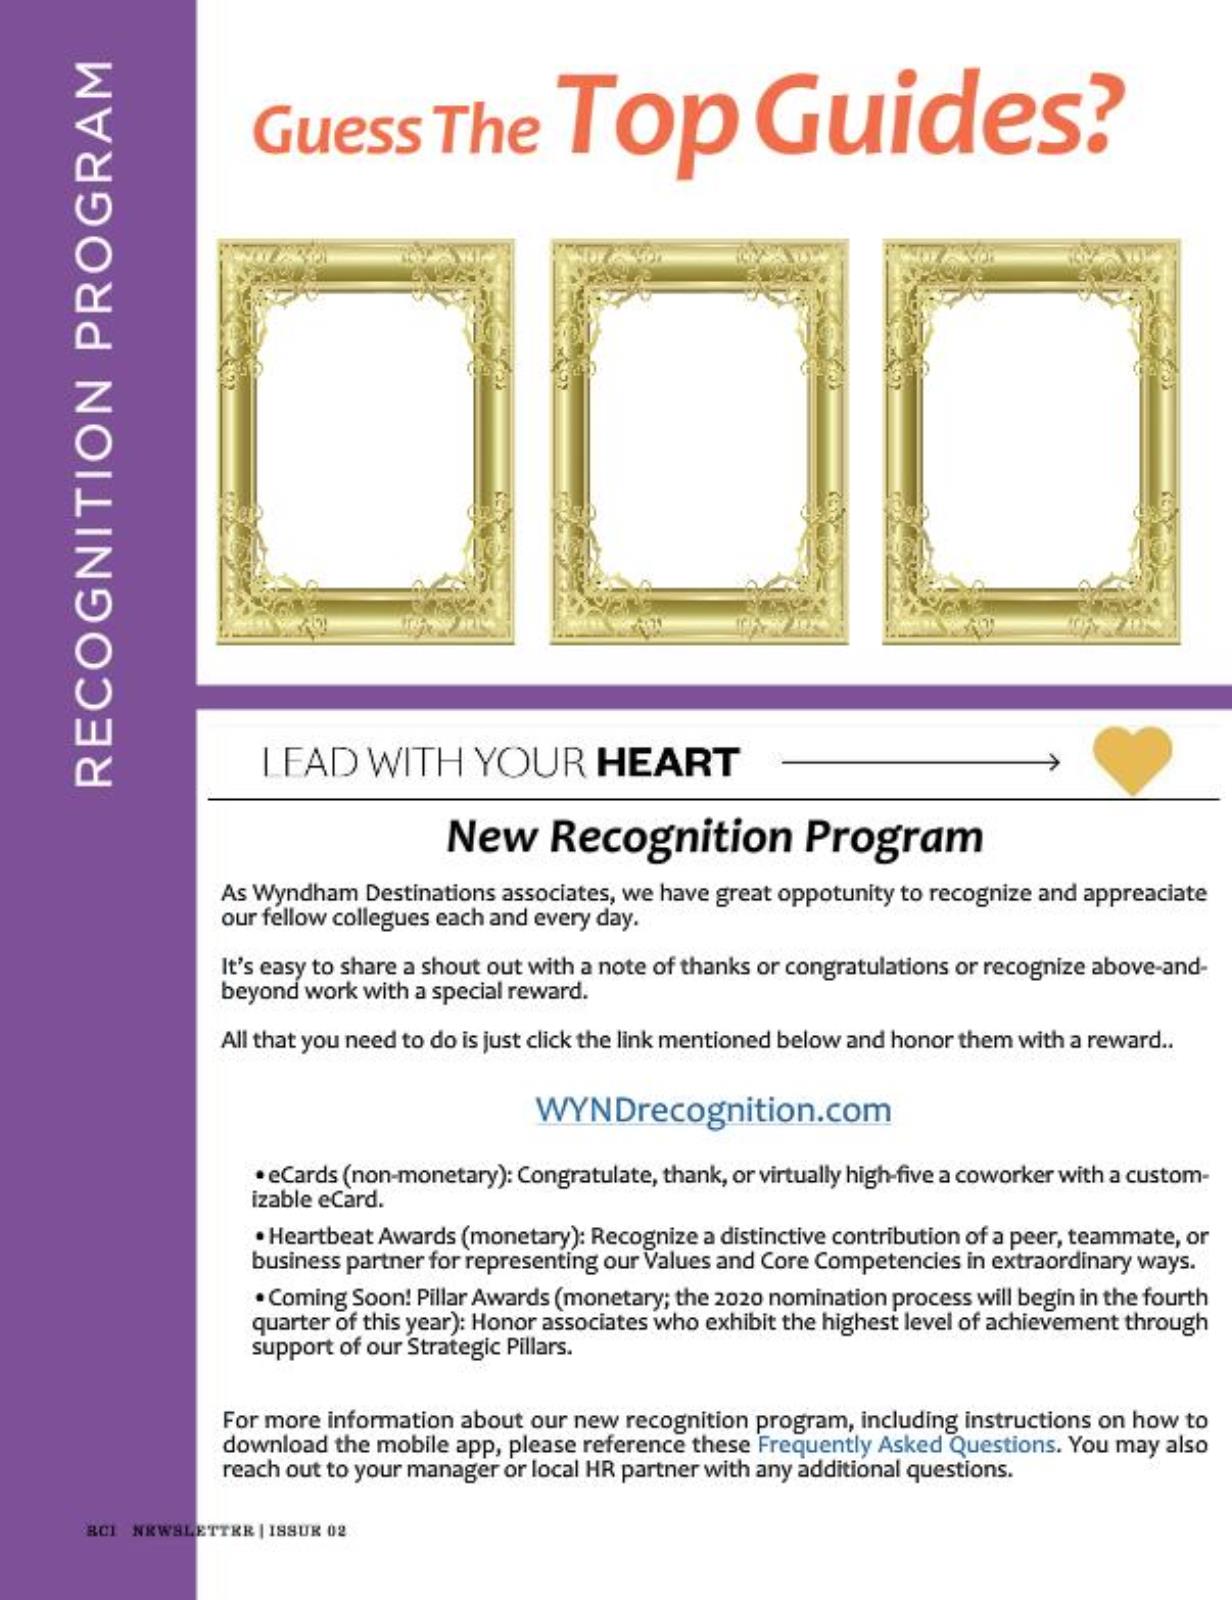 RECOGNITION PROGRAM
Guess The Top Guides?
LEAD WITH YOUR HEART
New Recognition Program
As Wyndham Destinations associates, we have great oppotunity to recognize and appreaciate
our fellow collegues each and every day.
It's easy to share a shout out with a note of thanks or congratulations or recognize above-and-
beyond work with a special reward.
All that you need to do is just click the link mentioned below and honor them with a reward..
WYNDrecognition.com
• eCards (non-monetary): Congratulate, thank, or virtually high-five a coworker with a custom-
izable eCard.
• Heartbeat Awards (monetary): Recognize a distinctive contribution of a peer, teammate, or
business partner for representing our Values and Core Competencies in extraordinary ways.
• Coming Soon! Pillar Awards (monetary; the 2020 nomination process will begin in the fourth
quarter of this year): Honor associates who exhibit the highest level of achievement through
support of our Strategic Pillars.
For more information about our new recognition program, including instructions on how to
download the mobile app, please reference these Frequently Asked Questions. You may also
reach out to your manager or local HR partner with any additional questions.
RCI NEWSLETTER | ISSUE 02